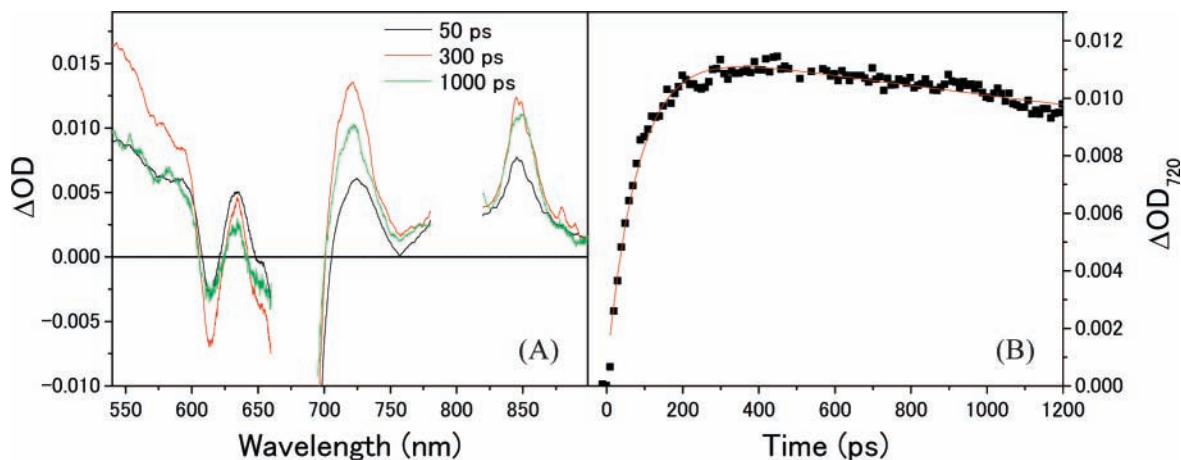 50 ps
300 ps
1000 ps
0.015
0.010
0.005
0.000
-0.005
-0.010
ΔOD
(A)
550 600 650 700 750 800 850
Wavelength (nm)
0.012
0.010
0.008
0.006
0.004
0.002
0.000
ΔOD720
(B)
0 200 400 600 800 1000 1200
Time (ps)